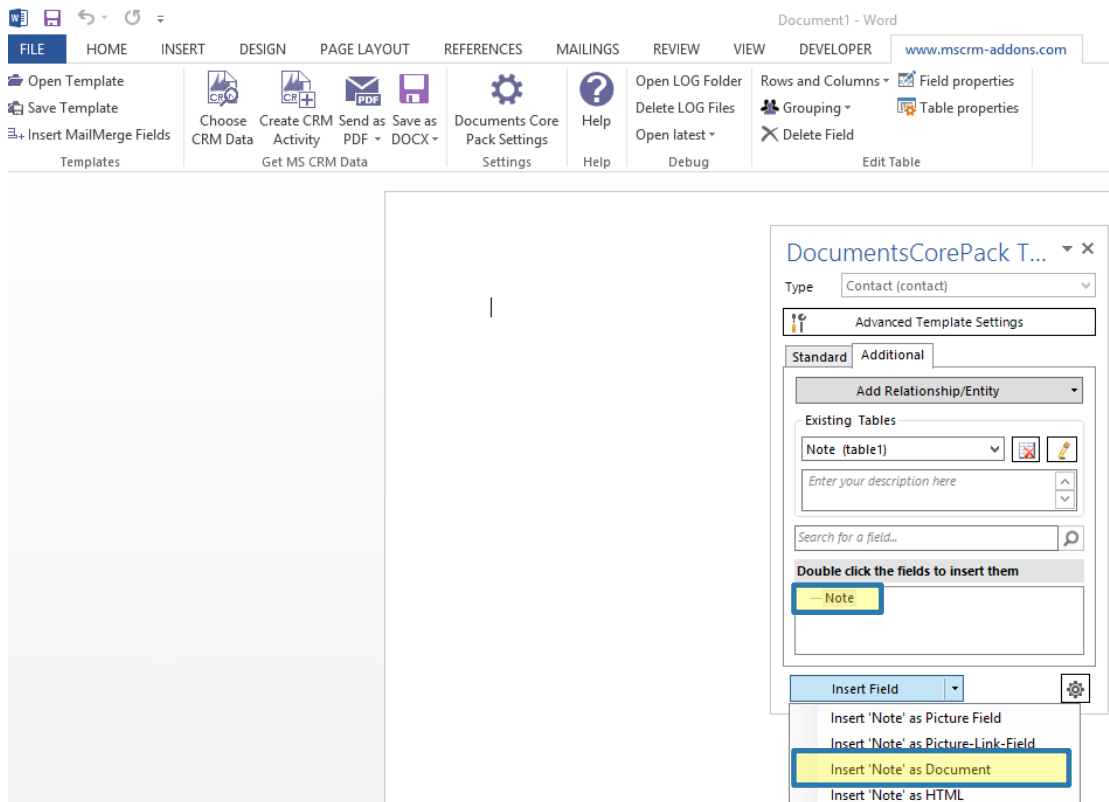 Document1 - Word
FILE HOME INSERT DESIGN PAGE LAYOUT REFERENCES MAILINGS REVIEW VIEW DEVELOPER www.mscrm-addons.com
Open Template
Save Template
Insert MailMerge Fields
Templates
Choose
CRM Data
Create CRM
Activity
Send as
PDF
Save as
DOCX
Get MS CRM Data
Documents Core
Pack Settings
Settings
Help
Help
Open LOG Folder
Delete LOG Files
Open latest
Debug
Rows and Columns
Grouping
Delete Field
Field properties
Table properties
Edit Table
DocumentsCorePack T...
Type Contact (contact)
Advanced Template Settings
Standard Additional
Add Relationship/Entity
Existing Tables
Note (table1)
Enter your description here
Search for a field...
Double click the fields to insert them
Note
Insert Field
Insert 'Note' as Picture Field
Insert 'Note' as Picture-Link-Field
Insert 'Note' as Document
Insert 'Note' as HTML